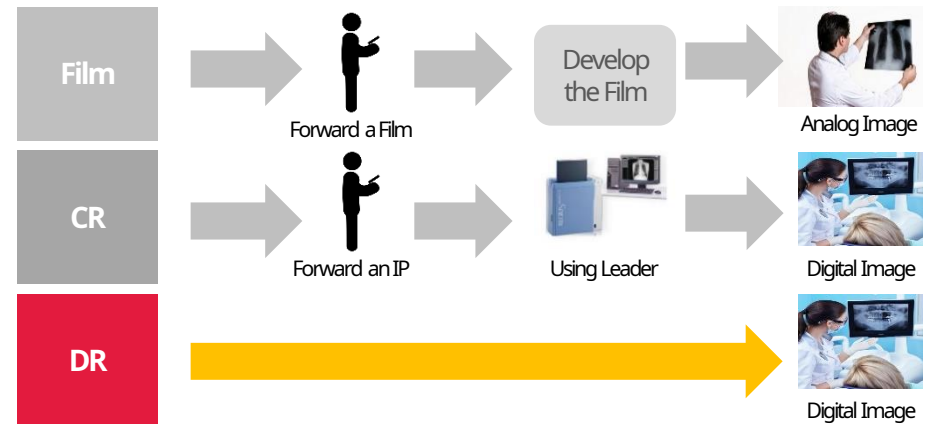 Film
Forward a Film
Develop
the Film
Analog Image
CR
Forward an IP
Using Leader
Digital Image
DR
Digital Image